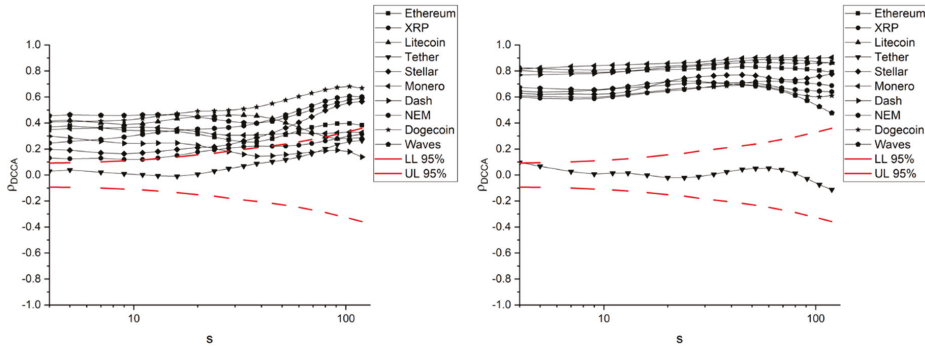 Ethereum
XRP
Litecoin
Tether
Stellar
Monero
Dash
NEM
Dogecoin
Waves
LL 95%
UL 95%
1.0
0.8
0.6
0.4
0.2
0.0
-0.2
-0.4
-0.6
-0.8
-1.0
ρDCCA
10
100
s
Ethereum
XRP
Litecoin
Tether
Stellar
Monero
Dash
NEM
Dogecoin
Waves
LL 95%
UL 95%
1.0
0.8
0.6
0.4
0.2
0.0
-0.2
-0.4
-0.6
-0.8
-1.0
ρDCCA
10
100
s